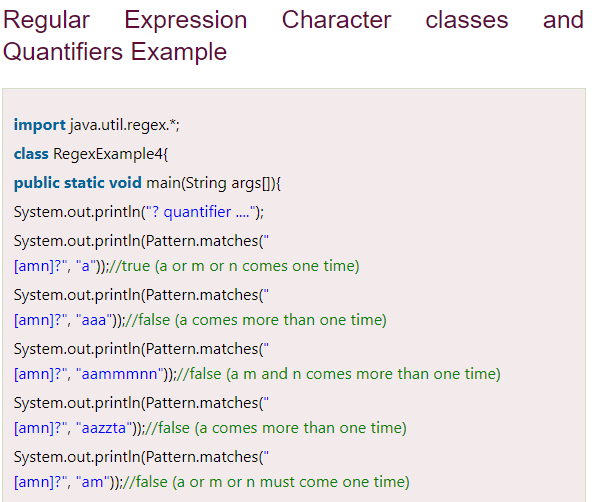 Regular Expression Character classes and
Quantifiers Example
import java.util.regex.*;
class RegexExample4{
public static void main(String args[]){
System.out.println("? quantifier ....");
System.out.println(Pattern.matches("
[amn]?", "a"));//true (a or m or n comes one time)
System.out.println(Pattern.matches("
[amn]?", "aaa"));//false (a comes more than one time)
System.out.println(Pattern.matches("
[amn]?", "aammmnn"));//false (a m and n comes more than one time)
System.out.println(Pattern.matches("
[amn]?", "aazzta"));//false (a comes more than one time)
System.out.println(Pattern.matches("
[amn]?", "am"));//false (a or m or n must come one time)